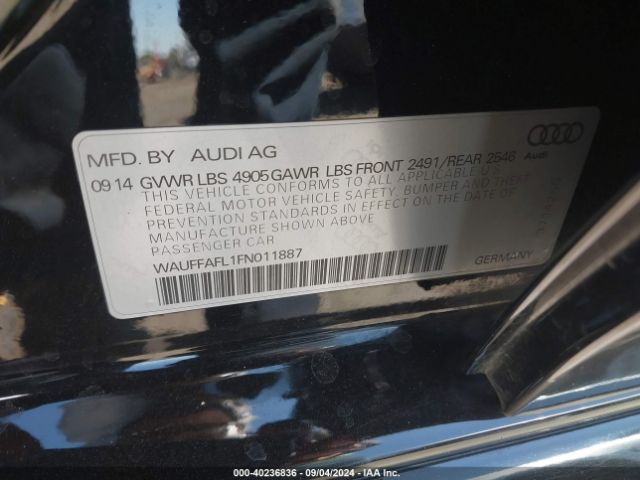 MFD. BY AUDI AG
Audi
09 14 GVWR LBS 4905 GAWR LBS FRONT 2491/REAR 2546
THIS VEHICLE CONFORMS TO ALL APPLICABLE U.S.
FEDERAL MOTOR VEHICLE SAFETY, BUMPER AND THEFT
PREVENTION STANDARDS IN EFFECT ON THE DATE OF
MANUFACTURE SHOWN ABOVE
PASSENGER CAR
WAUFFAFL1FN011887
GERMANY
000-40236836 - 09/04/2024 - IAA Inc.